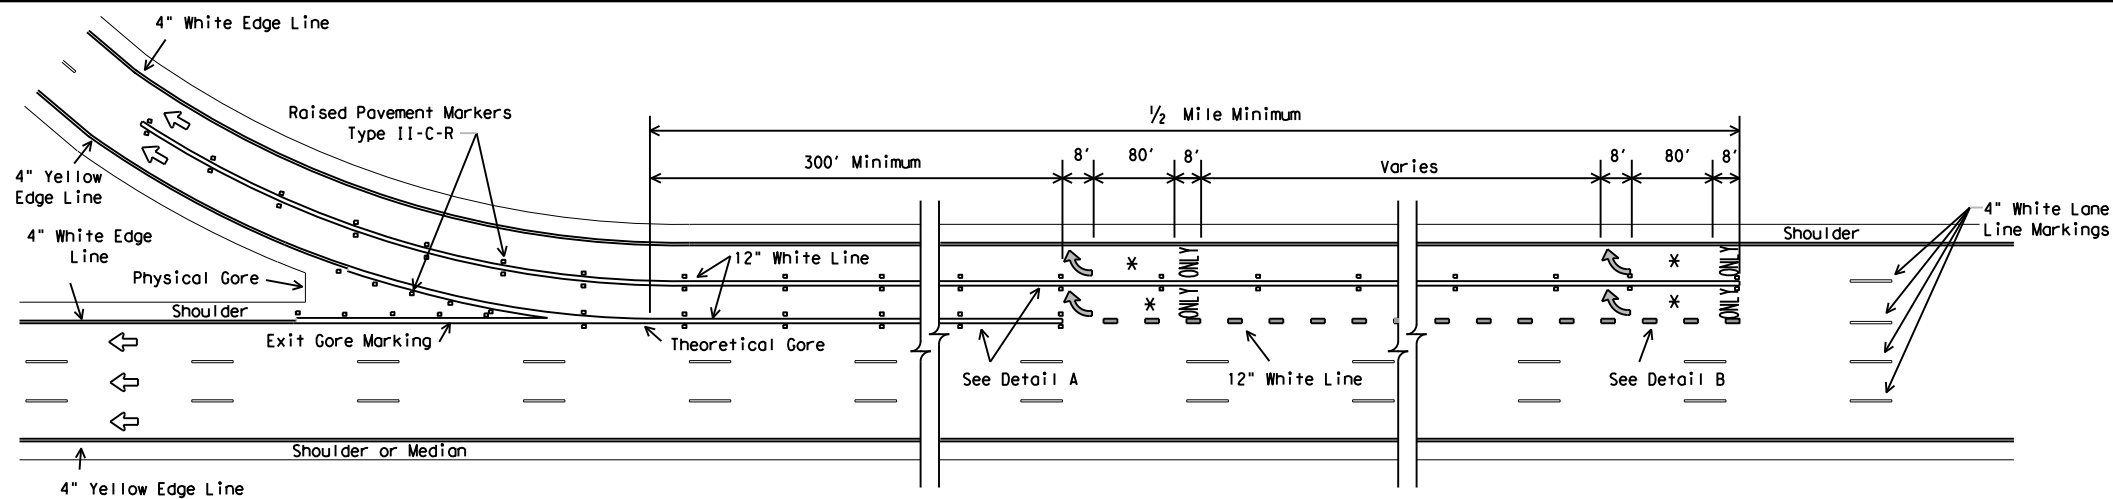 4" White Edge Line
Raised Pavement Markers
Type II-C-R
½ Mile Minimum
300' Minimum
8'
80'
8'
Varies
8'
80'
8'
4" Yellow
Edge Line
4" White Edge
Line
Physical Gore
Shoulder
Exit Gore Marking
12" White Line
Theoretical Gore
*
ONLY
*
ONLY
*
ONLY
*
ONLY
Shoulder
4" White Lane
Line Markings
See Detail A
12" White Line
See Detail B
Shoulder or Median
4" Yellow Edge Line